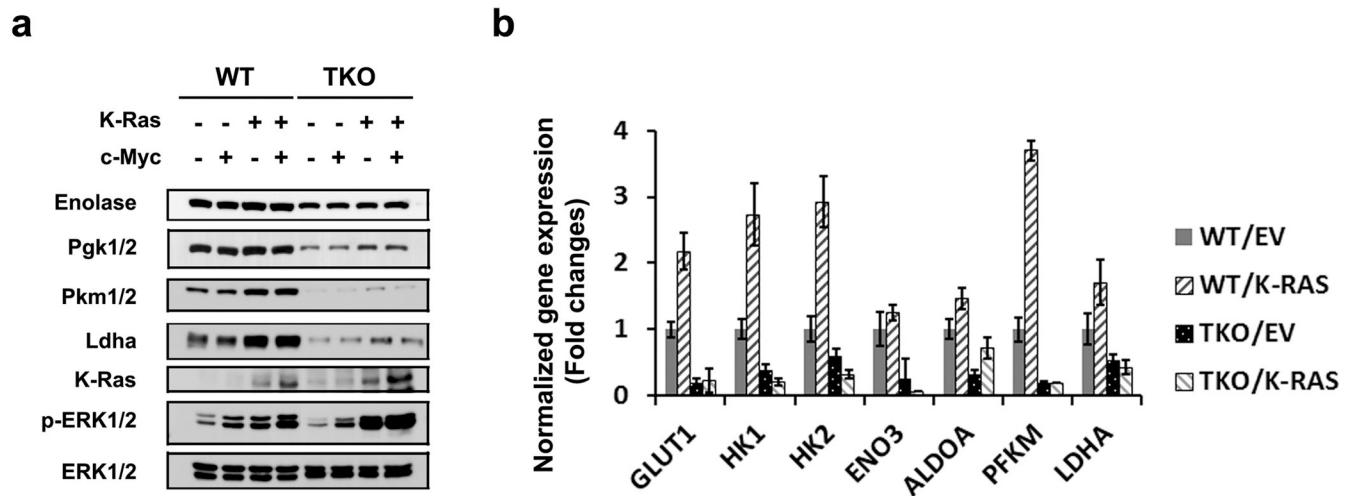 a
WT TKO
K-Ras - - + + - - + +
c-Myc - + - + - + - +
Enolase
Pgk1/2
Pkm1/2
Ldha
K-Ras
p-ERK1/2
ERK1/2
b
Normalized gene expression
(Fold changes)
4
3
2
1
0
GLUT1 HK1 HK2 ENO3 ALDOA PFKM LDHA
WT/EV
WT/K-RAS
TKO/EV
TKO/K-RAS